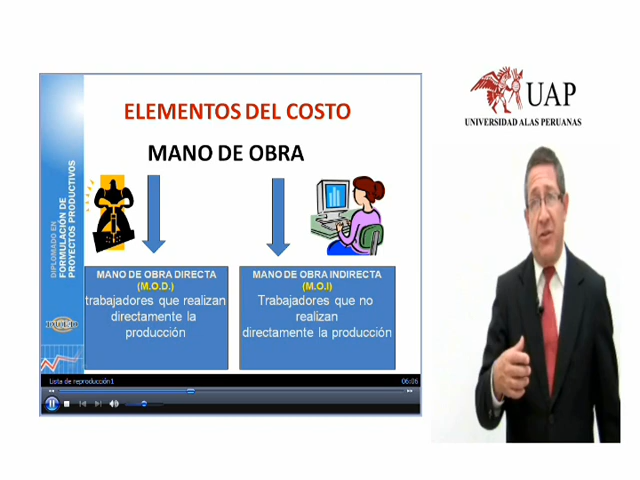 ELEMENTOS DEL COSTO
MANO DE OBRA
MANO DE OBRA DIRECTA
(M.O.D.)
trabajadores que realizan
directamente la
producción
MANO DE OBRA INDIRECTA
(M.O.I)
Trabajadores que no
realizan
directamente la producción
DIPLOMADO EN
FORMULACIÓN DE
PROYECTOS PRODUCTIVOS
Lista de reproducción1
06:06
UAP
UNIVERSIDAD ALAS PERUANAS